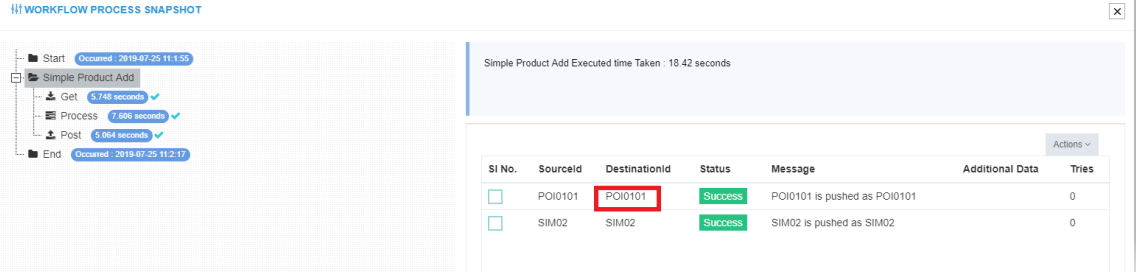 WORKFLOW PROCESS SNAPSHOT
Start Occurred : 2019-07-25 11:1:55
Simple Product Add
Get 5.748 seconds
Process 7.606 seconds
Post 5.064 seconds
End Occurred : 2019-07-25 11:2:17
Simple Product Add Executed time Taken : 18.42 seconds
Actions
Sl No. SourceId DestinationId Status Message Additional Data Tries
POI0101 POI0101 Success POI0101 is pushed as POI0101 0
SIM02 SIM02 Success SIM02 is pushed as SIM02 0